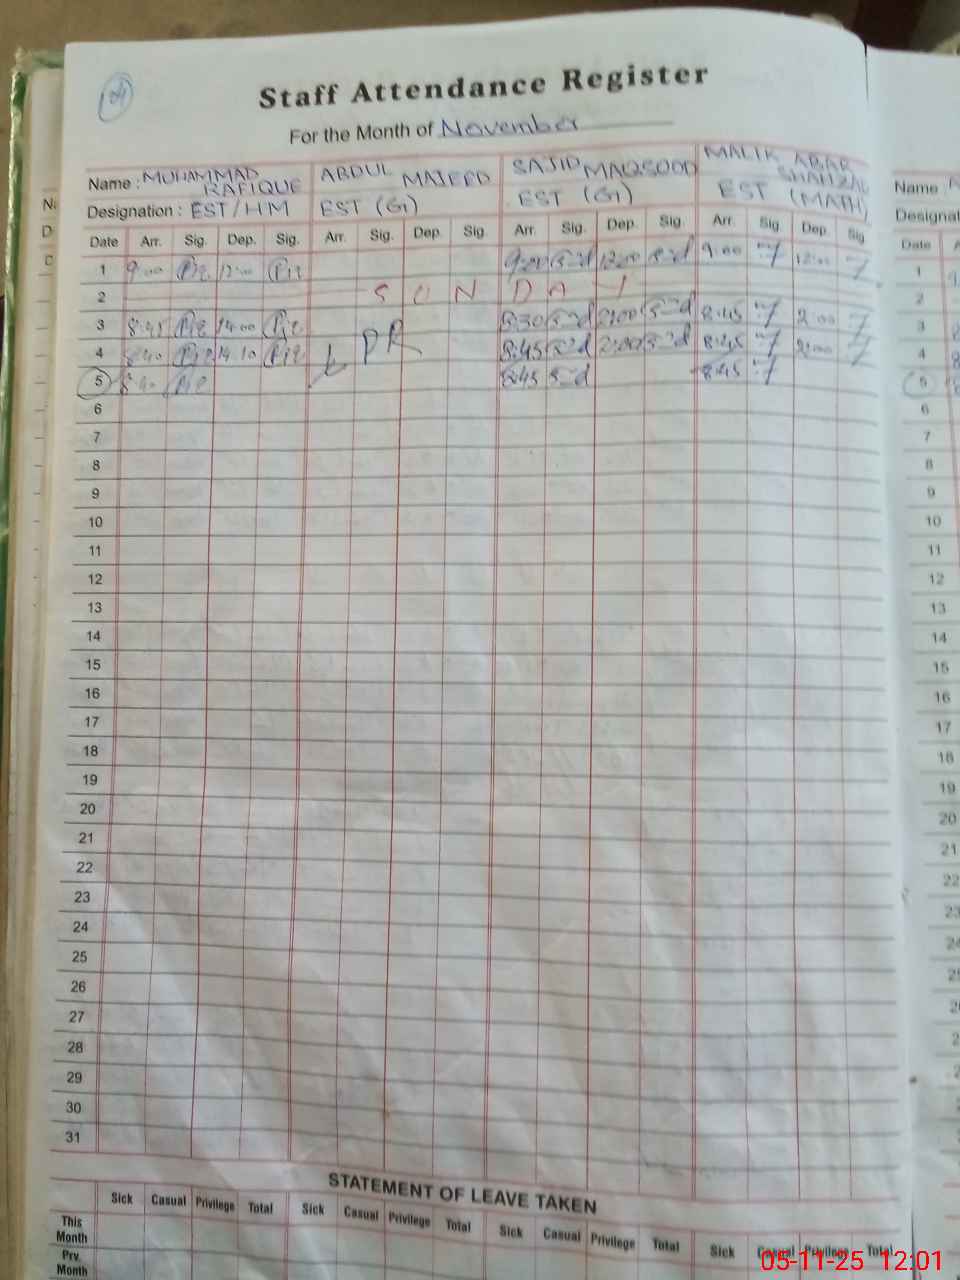 04
Staff Attendance Register
For the Month of November
Name : MUHAMMAD RAFIQUE ABDUL MAJEED SAJID MAQSOOD MALIK ABAR SHAHZAD
Designation : EST/HM EST (G) EST (G) EST (MATH)
Date Arr. Sig. Dep. Sig. Arr. Sig. Dep. Sig Arr. Sig. Dep. Sig. Arr. Sig. Dep. Sig
1 9:00 12:00 9:00 12:00 9:00 12:00
2 S U N D A Y
3 8:45 14:00 8:30 2:00 8:45 2:00
4 8:40 14:10 LPR 8:45 2:00 8:45 2:00
5 8:40 8:45 8:45
6
7
8
9
10
11
12
13
14
15
16
17
18
19
20
21
22
23
24
25
26
27
28
29
30
31
STATEMENT OF LEAVE TAKEN
Sick Casual Privilege Total Sick Casual Privilege Total Sick Casual Privilege Total Sick Casual Privilege Total
This Month
Prv. Month
05-11-25 12:01